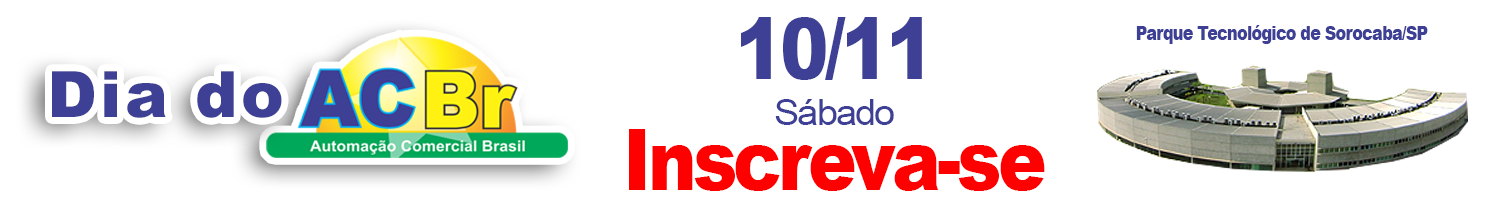 Dia do ACBr
Automação Comercial Brasil
10/11
Sábado
Inscreva-se
Parque Tecnológico de Sorocaba/SP